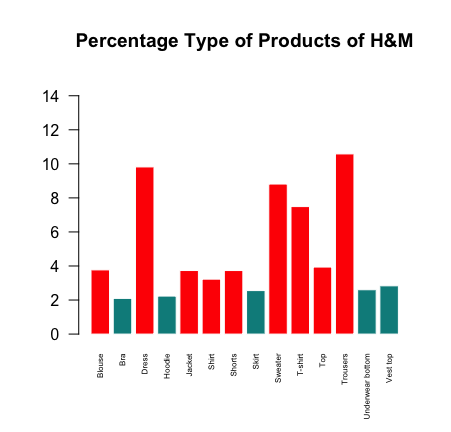 Percentage Type of Products of H&M
14
12
10
8
6
4
2
0
Blouse
Bra
Dress
Hoodie
Jacket
Shirt
Shorts
Skirt
Sweater
T-shirt
Top
Trousers
Underwear bottom
Vest top